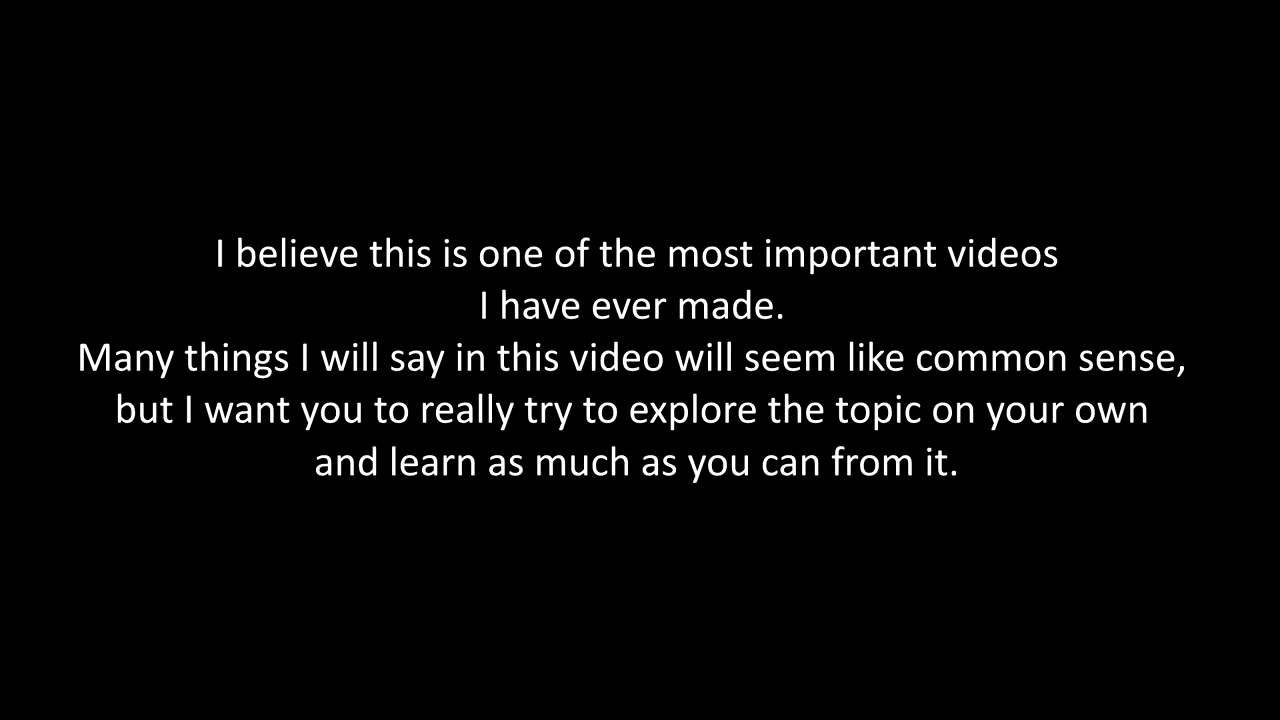 I believe this is one of the most important videos
I have ever made.
Many things I will say in this video will seem like common sense,
but I want you to really try to explore the topic on your own
and learn as much as you can from it.